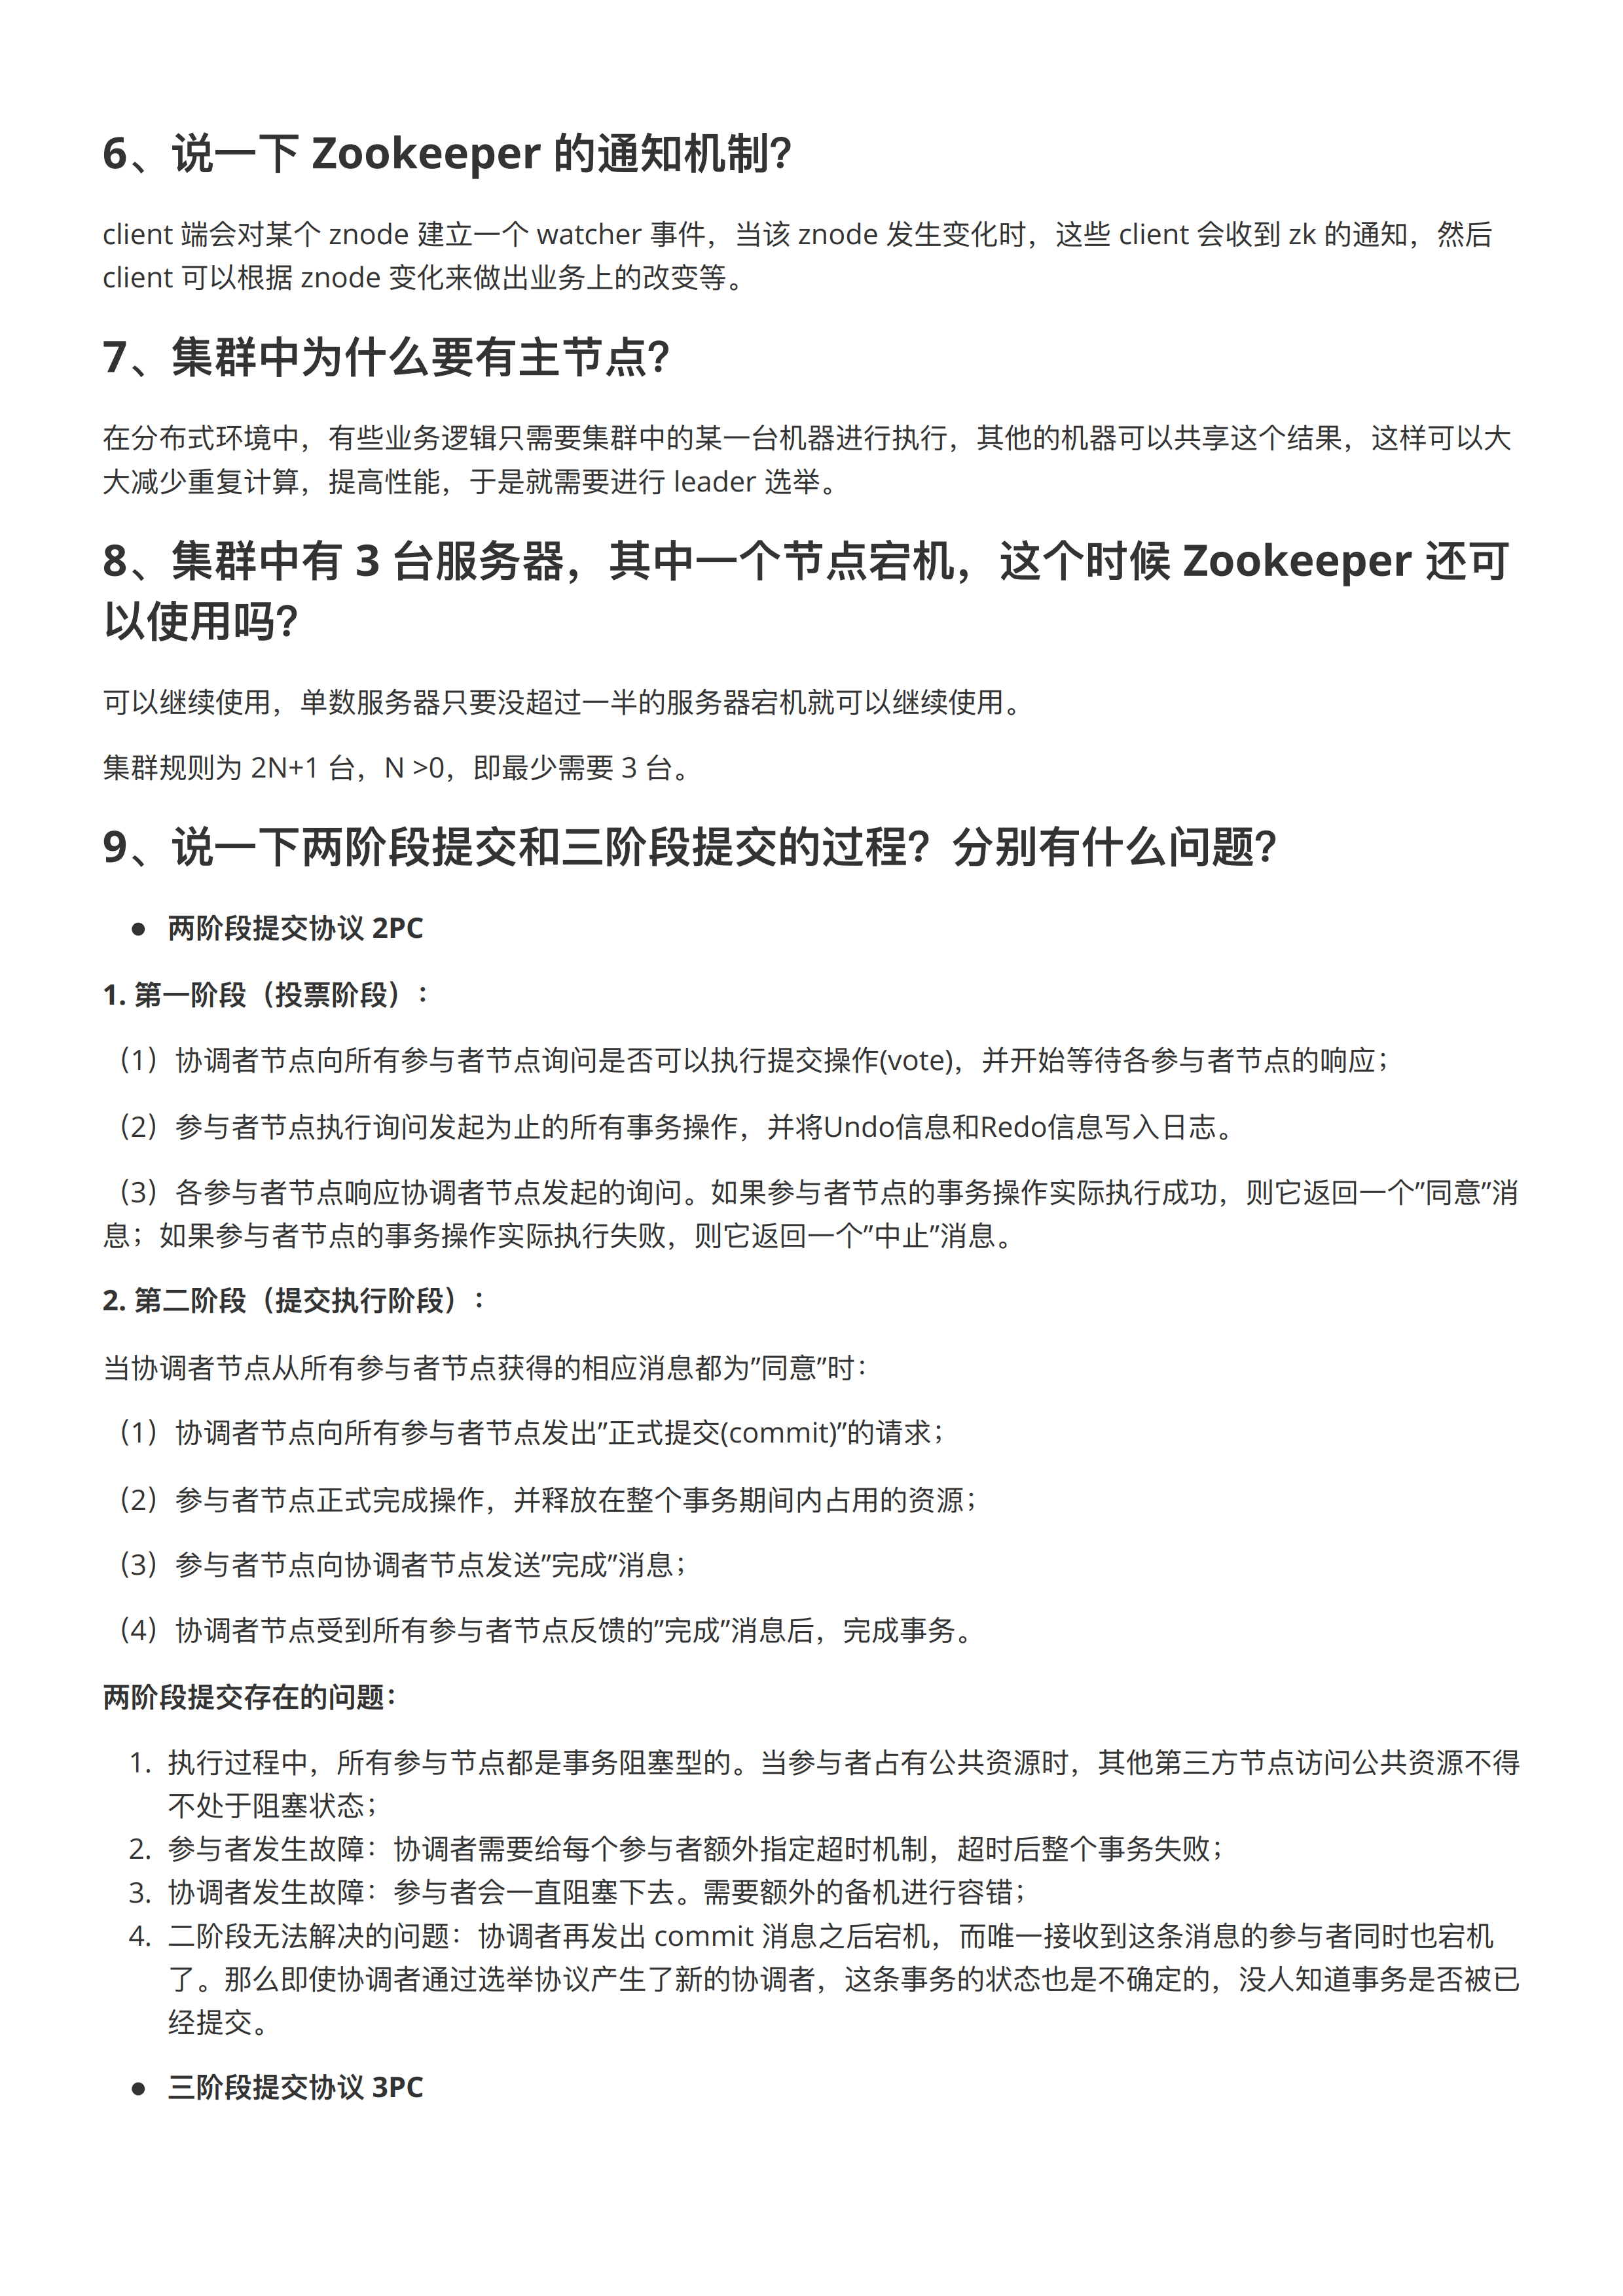 6、说一下 Zookeeper 的通知机制?
client 端会对某个 znode 建立一个 watcher 事件，当该 znode 发生变化时，这些 client 会收到 zk 的通知，然后
client 可以根据 znode 变化来做出业务上的改变等。
7、集群中为什么要有主节点?
在分布式环境中，有些业务逻辑只需要集群中的某一台机器进行执行，其他的机器可以共享这个结果，这样可以大
大减少重复计算，提高性能，于是就需要进行 leader 选举。
8、集群中有 3 台服务器，其中一个节点宕机，这个时候 Zookeeper 还可
以使用吗?
可以继续使用，单数服务器只要没超过一半的服务器宕机就可以继续使用。
集群规则为 2N+1 台，N >0，即最少需要 3 台。
9、说一下两阶段提交和三阶段提交的过程？分别有什么问题?
● 两阶段提交协议 2PC
1. 第一阶段（投票阶段）：
（1）协调者节点向所有参与者节点询问是否可以执行提交操作(vote)，并开始等待各参与者节点的响应；
（2）参与者节点执行询问发起为止的所有事务操作，并将Undo信息和Redo信息写入日志。
（3）各参与者节点响应协调者节点发起的询问。如果参与者节点的事务操作实际执行成功，则它返回一个”同意”消
息；如果参与者节点的事务操作实际执行失败，则它返回一个”中止”消息。
2. 第二阶段（提交执行阶段）：
当协调者节点从所有参与者节点获得的相应消息都为”同意”时：
（1）协调者节点向所有参与者节点发出”正式提交(commit)”的请求；
（2）参与者节点正式完成操作，并释放在整个事务期间内占用的资源；
（3）参与者节点向协调者节点发送”完成”消息；
（4）协调者节点受到所有参与者节点反馈的”完成”消息后，完成事务。
两阶段提交存在的问题：
1. 执行过程中，所有参与节点都是事务阻塞型的。当参与者占有公共资源时，其他第三方节点访问公共资源不得
不处于阻塞状态；
2. 参与者发生故障：协调者需要给每个参与者额外指定超时机制，超时后整个事务失败；
3. 协调者发生故障：参与者会一直阻塞下去。需要额外的备机进行容错；
4. 二阶段无法解决的问题：协调者再发出 commit 消息之后宕机，而唯一接收到这条消息的参与者同时也宕机
了。那么即使协调者通过选举协议产生了新的协调者，这条事务的状态也是不确定的，没人知道事务是否被已
经提交。
● 三阶段提交协议 3PC